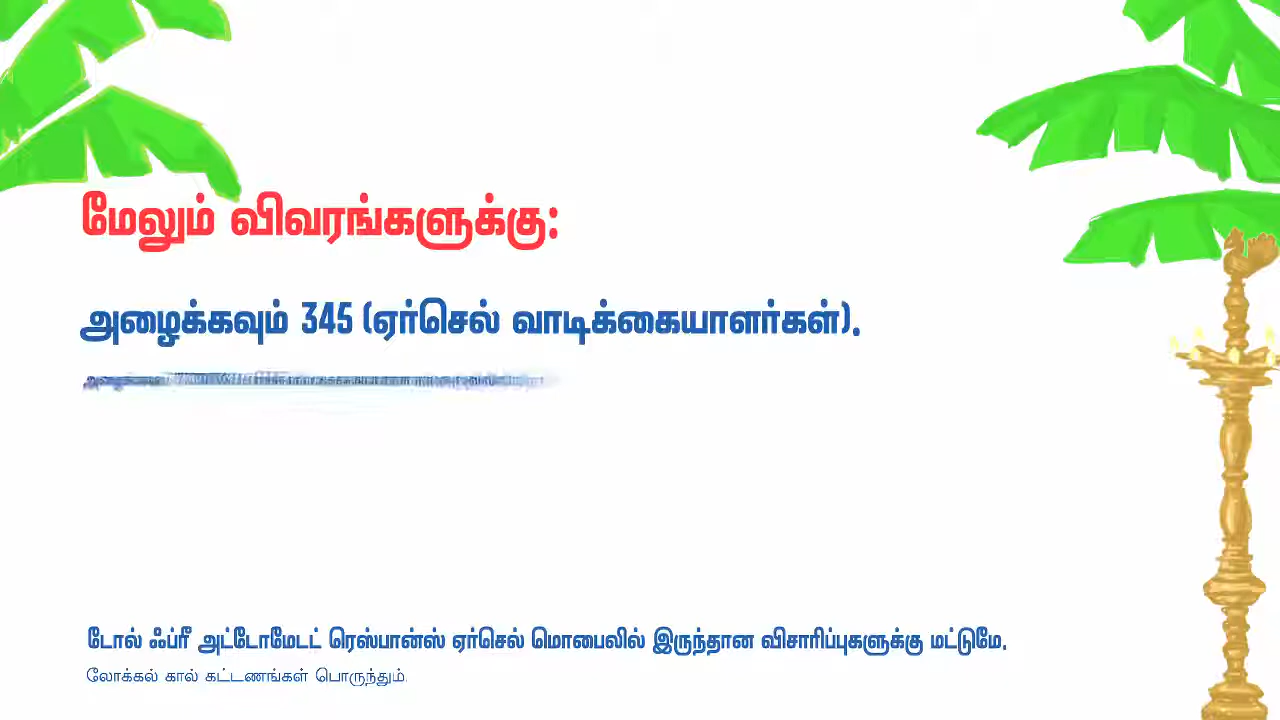 மேலும் விவரங்களுக்கு:
அழைக்கவும் 345 (ஏர்செல் வாடிக்கையாளர்கள்).
டோல் ஃப்ரீ அட்டோமேடட் ரெஸ்பான்ஸ் ஏர்செல் மொபைலில் இருந்தான விசாரிப்புகளுக்கு மட்டுமே.
லோக்கல் கால் கட்டணங்கள் பொருந்தும்.